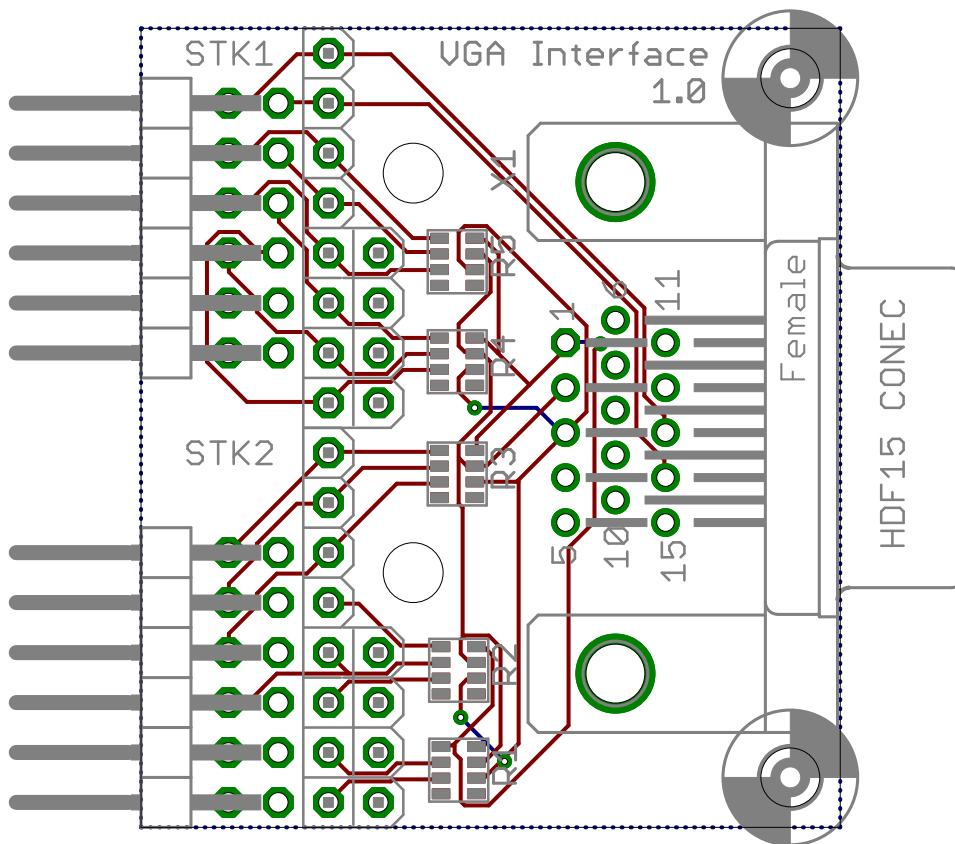 STK1
VGA Interface
1.0
X1
R5
R4
R3
1
6
11
Female
HDF15 CONEC
STK2
5
10
15
R2
R1